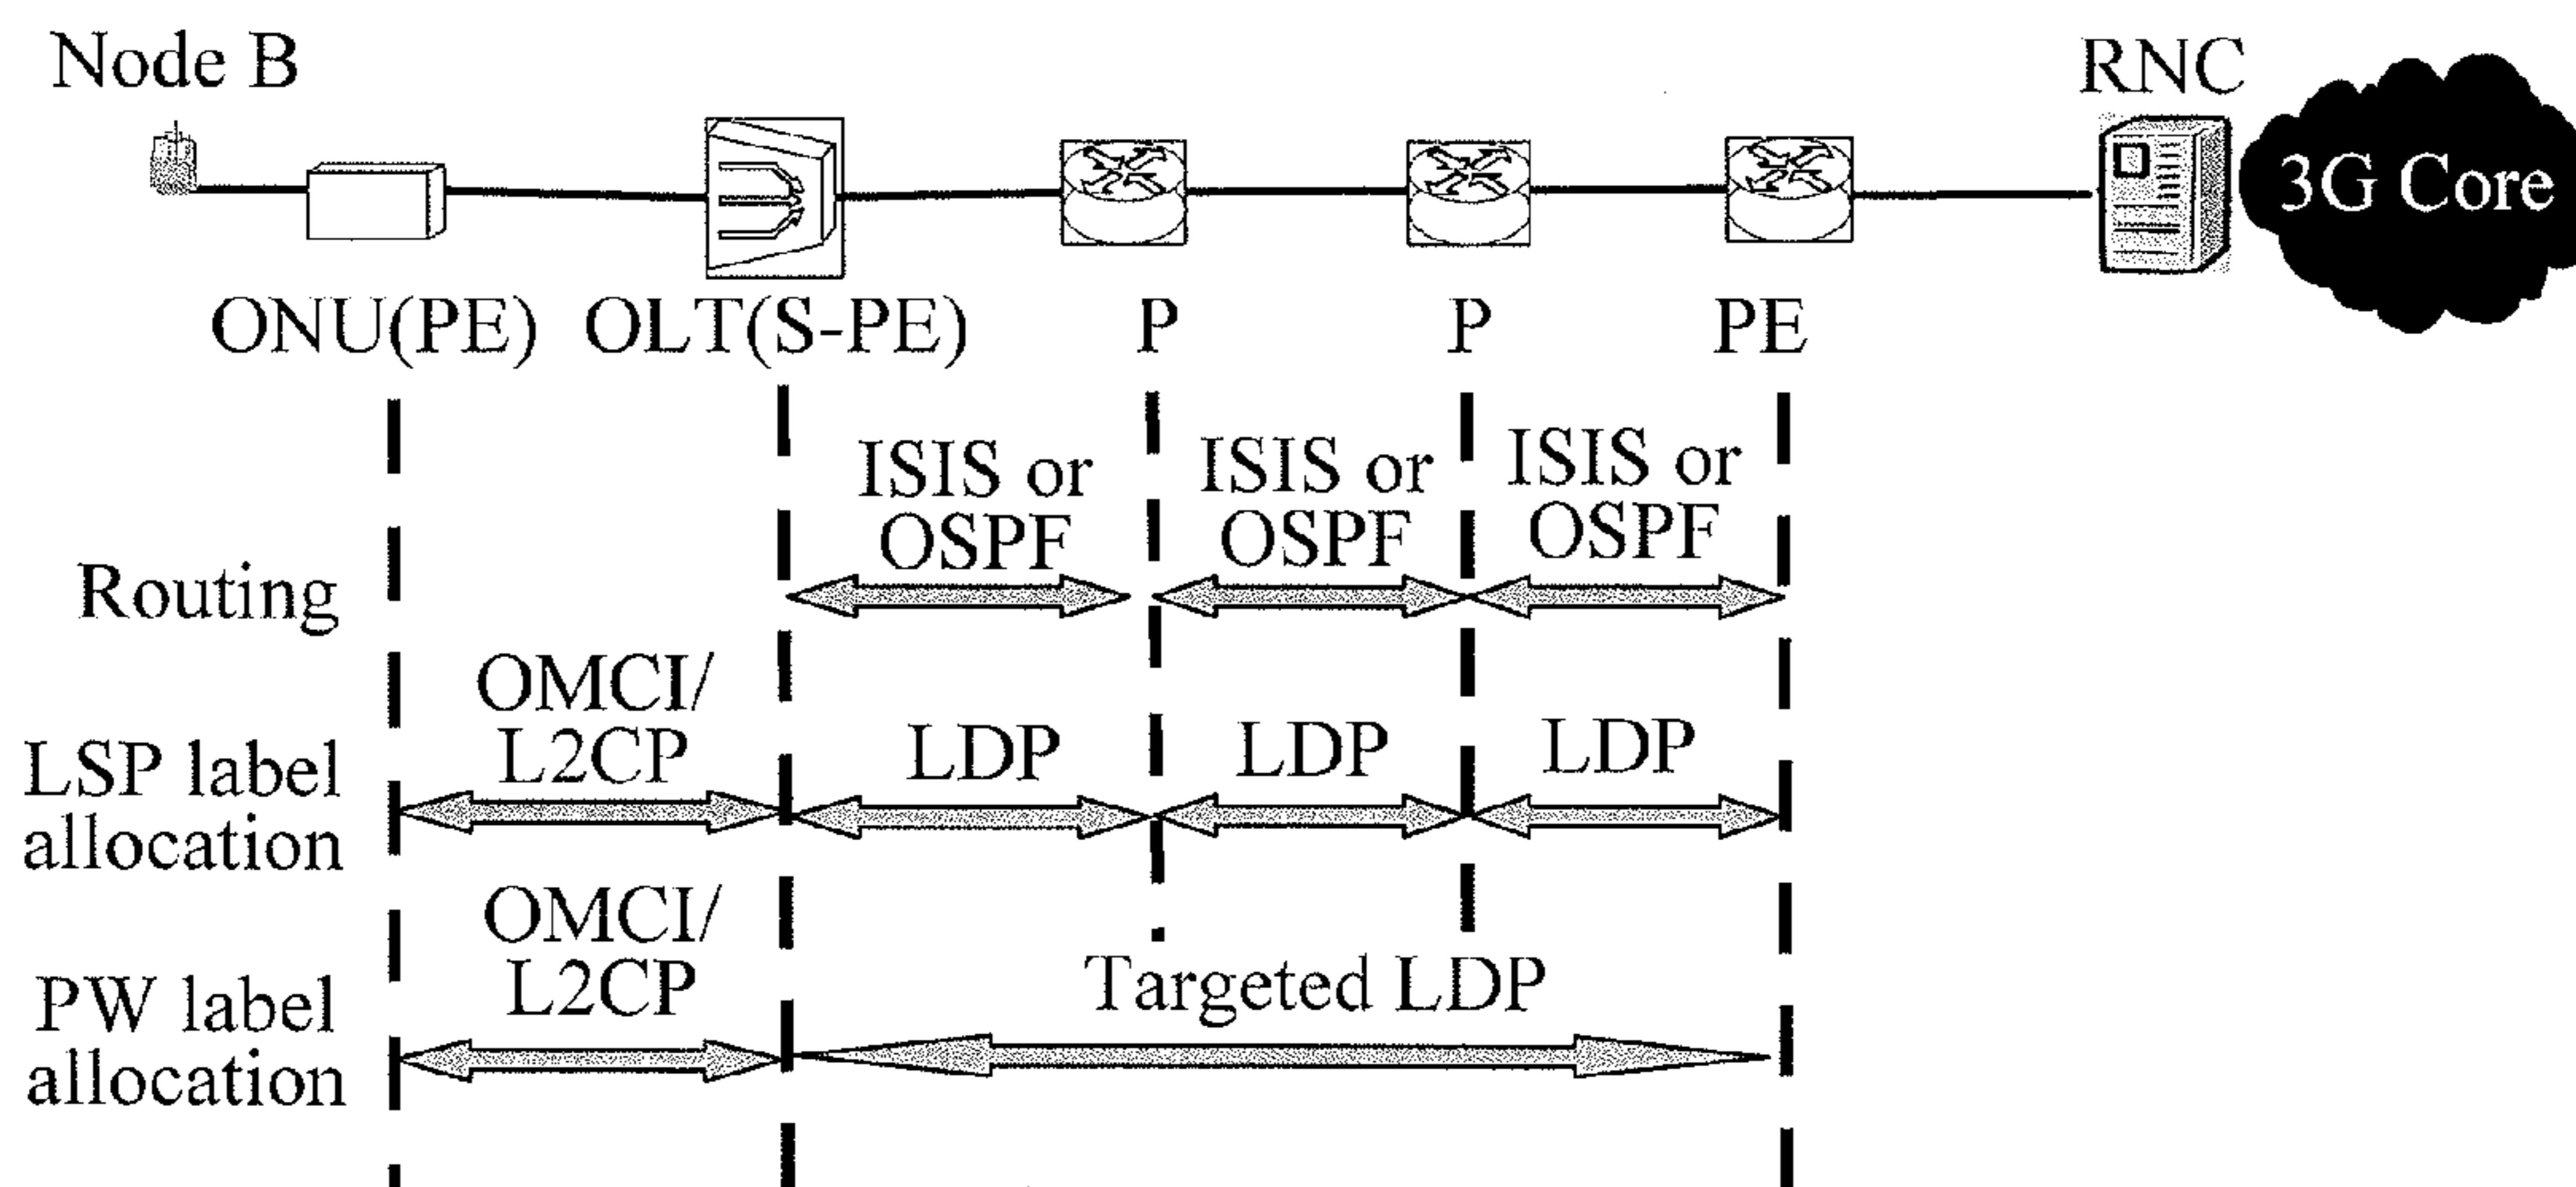 Node B
RNC
3G Core
ONU(PE)
OLT(S-PE)
P
P
PE
ISIS or
OSPF
ISIS or
OSPF
ISIS or
OSPF
Routing
OMCI/
L2CP
LDP
LDP
LDP
LSP label
allocation
OMCI/
L2CP
Targeted LDP
PW label
allocation